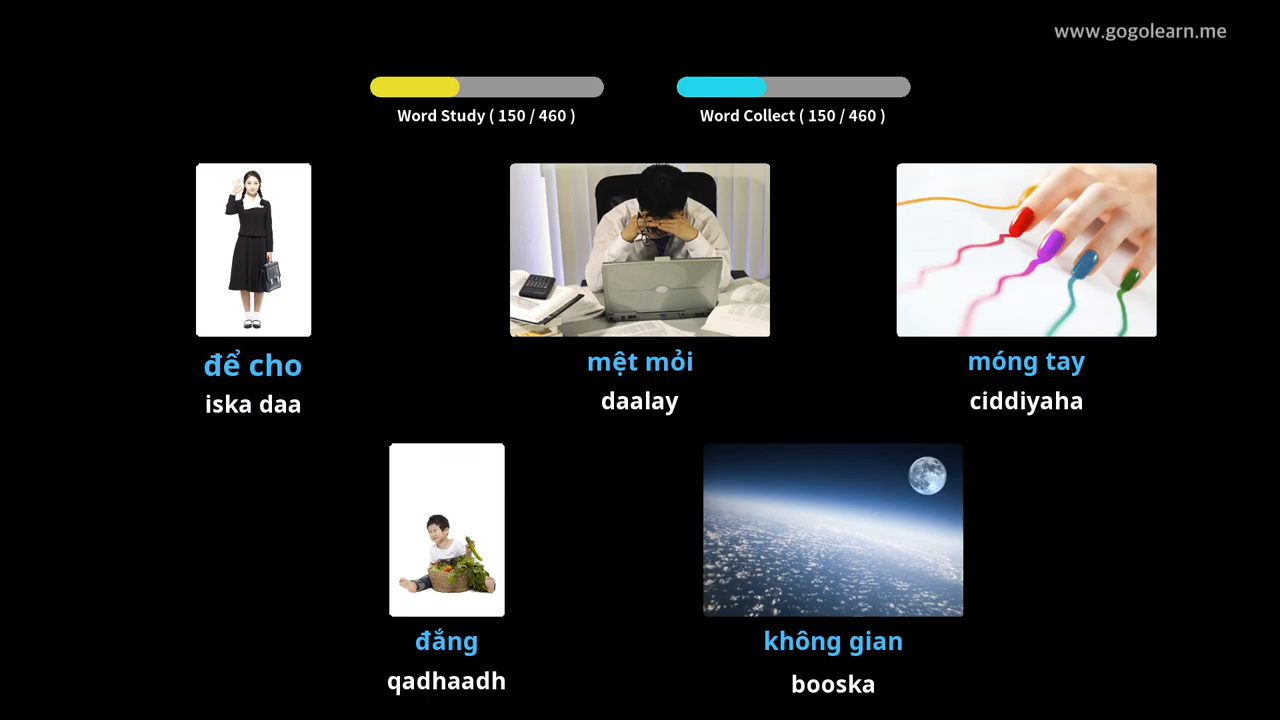 www.gogolearn.me
Word Study ( 150 / 460 )
Word Collect ( 150 / 460 )
để cho
iska daa
mệt mỏi
daalay
móng tay
ciddiyaha
đắng
qadhaadh
không gian
booska